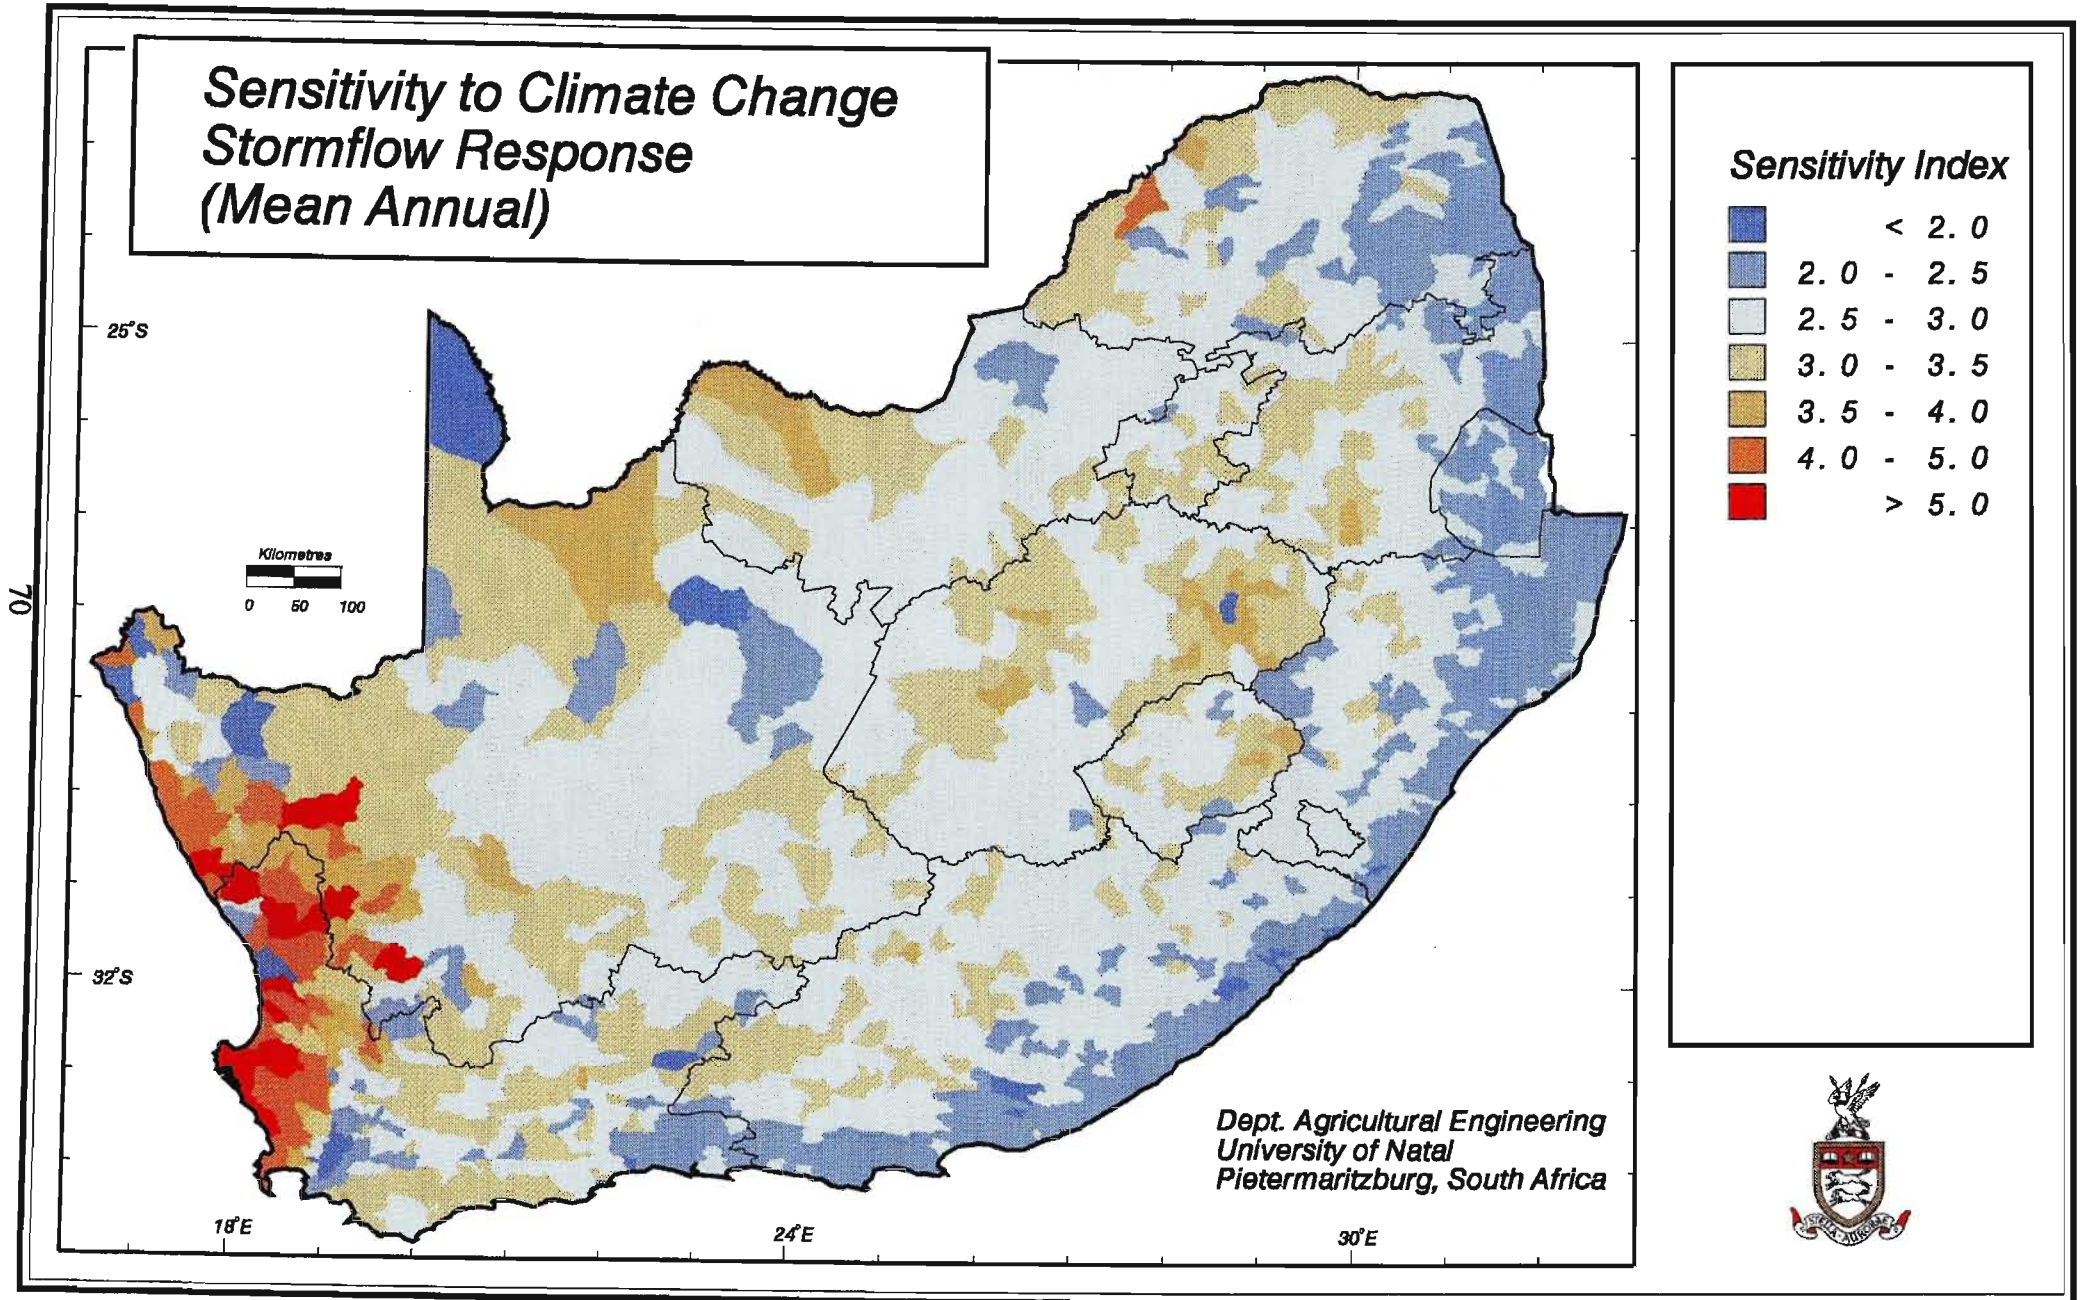 Sensitivity to Climate Change
Stormflow Response
(Mean Annual)
Sensitivity Index
< 2.0
2.0 - 2.5
2.5 - 3.0
3.0 - 3.5
3.5 - 4.0
4.0 - 5.0
> 5.0
25°S
Kilometres
0 50 100
70
32°S
Dept. Agricultural Engineering
University of Natal
Pietermaritzburg, South Africa
18°E
24°E
30°E